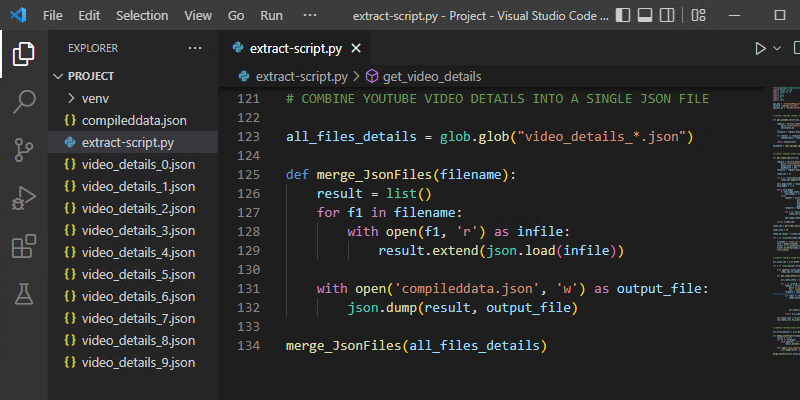 File Edit Selection View Go Run ··· extract-script.py - Project - Visual Studio Code ...
EXPLORER ···
PROJECT
venv
{} compileddata.json
extract-script.py
{} video_details_0.json
{} video_details_1.json
{} video_details_2.json
{} video_details_3.json
{} video_details_4.json
{} video_details_5.json
{} video_details_6.json
{} video_details_7.json
{} video_details_8.json
{} video_details_9.json
extract-script.py
extract-script.py > get_video_details
121 # COMBINE YOUTUBE VIDEO DETAILS INTO A SINGLE JSON FILE
122
123 all_files_details = glob.glob("video_details_*.json")
124
125 def merge_JsonFiles(filename):
126     result = list()
127     for f1 in filename:
128         with open(f1, 'r') as infile:
129             result.extend(json.load(infile))
130
131     with open('compileddata.json', 'w') as output_file:
132         json.dump(result, output_file)
133
134 merge_JsonFiles(all_files_details)